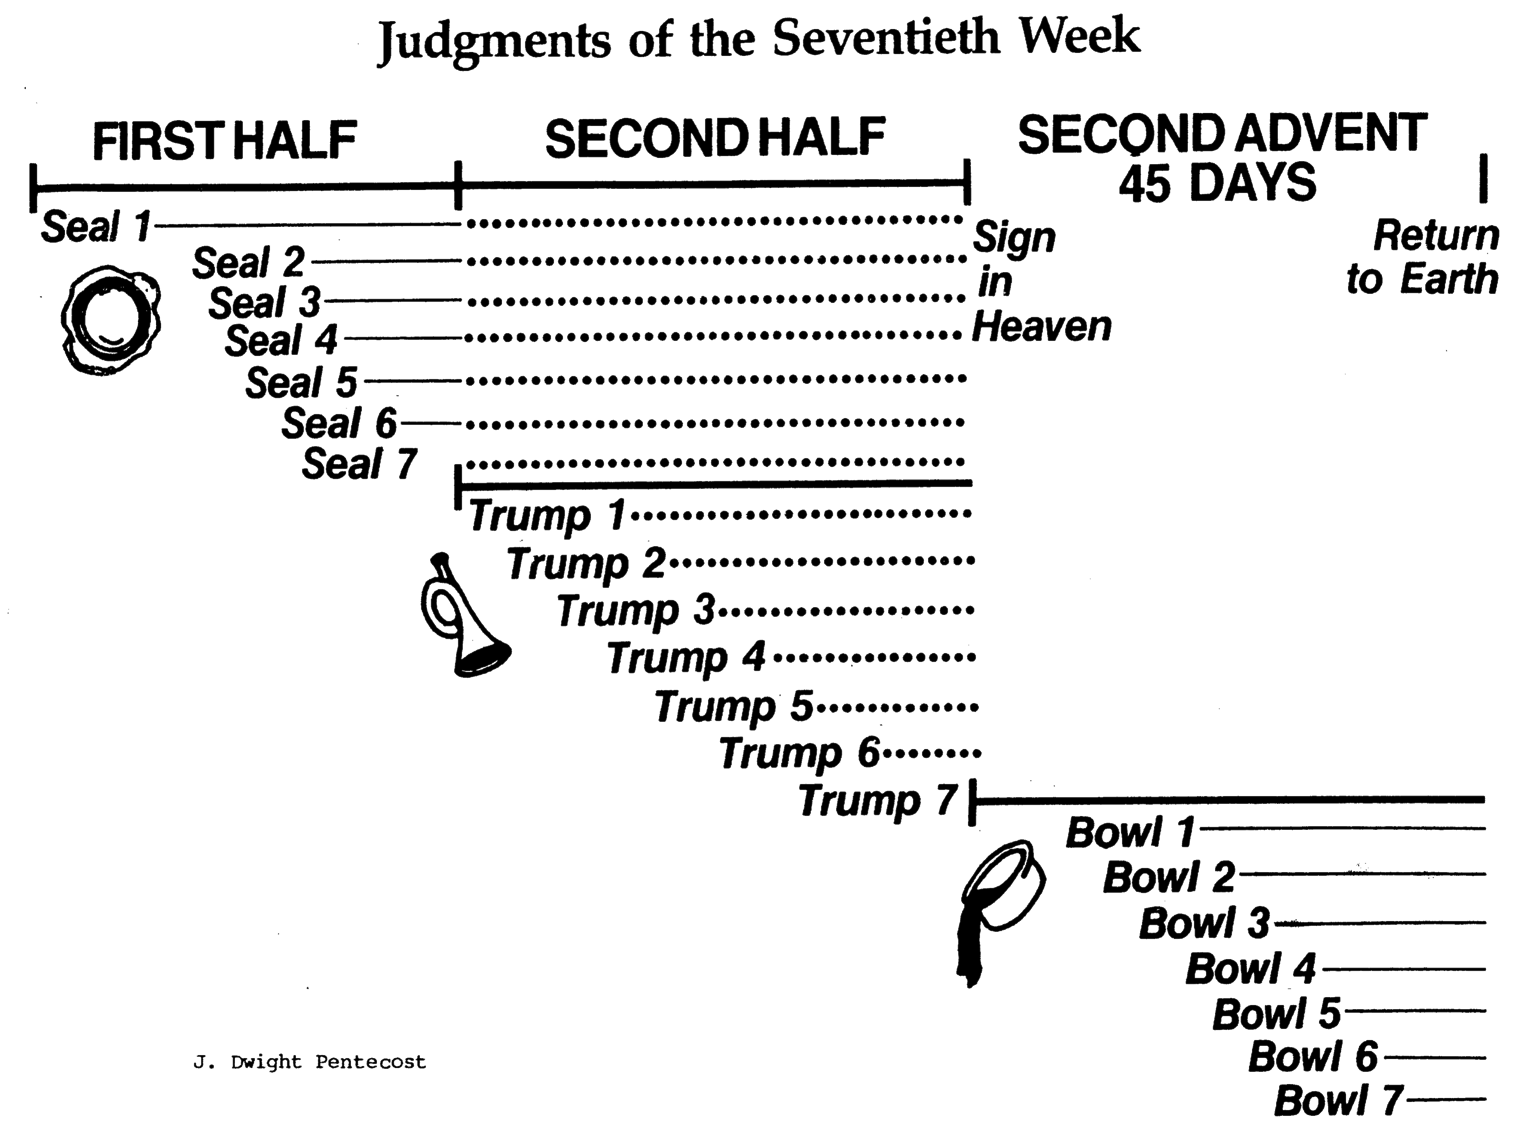 Judgments of the Seventieth Week
FIRST HALF
SECOND HALF
SECOND ADVENT
45 DAYS
Seal 1
Seal 2
Seal 3
Seal 4
Seal 5
Seal 6
Seal 7
Sign
in
Heaven
Return
to Earth
Trump 1
Trump 2
Trump 3
Trump 4
Trump 5
Trump 6
Trump 7
Bowl 1
Bowl 2
Bowl 3
Bowl 4
Bowl 5
Bowl 6
Bowl 7
J. Dwight Pentecost